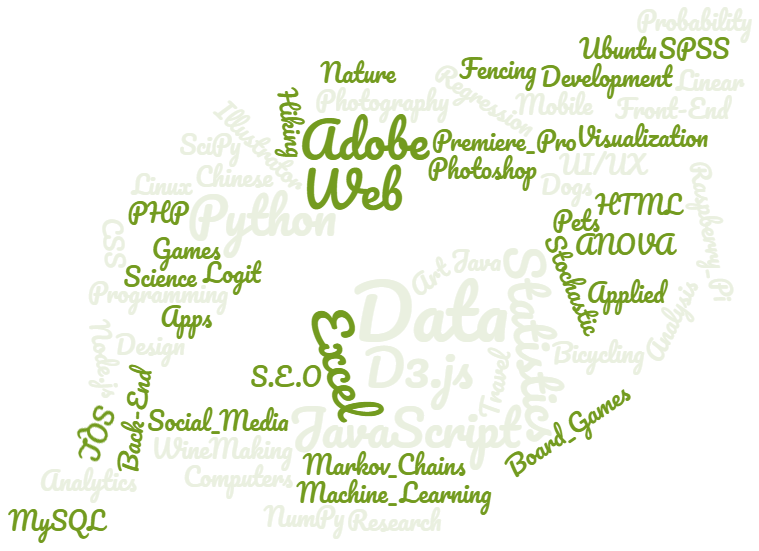 Probability
Ubuntu
SPSS
Nature
Fencing
Development
Linear
Regression
Hiking
Photography
Mobile
Front-End
Illustrator
Adobe
Premiere_Pro
Visualization
SciPy
Photoshop
UI/UX
Linux
Chinese
Web
Dogs
Raspberry-Pi
PHP
Python
HTML
Pets
CSS
Games
ANOVA
Science
Logit
Art
Java
Statistics
Stochastic
Applied
Programming
Data
Apps
Excel
Analysis
Node.js
Design
Bicycling
S.E.O
D3.js
Travel
Back-End
SQL
Social_Media
JavaScript
Board_Games
WineMaking
Markov_Chains
Analytics
Computers
Machine_Learning
MySQL
NumPy
Research